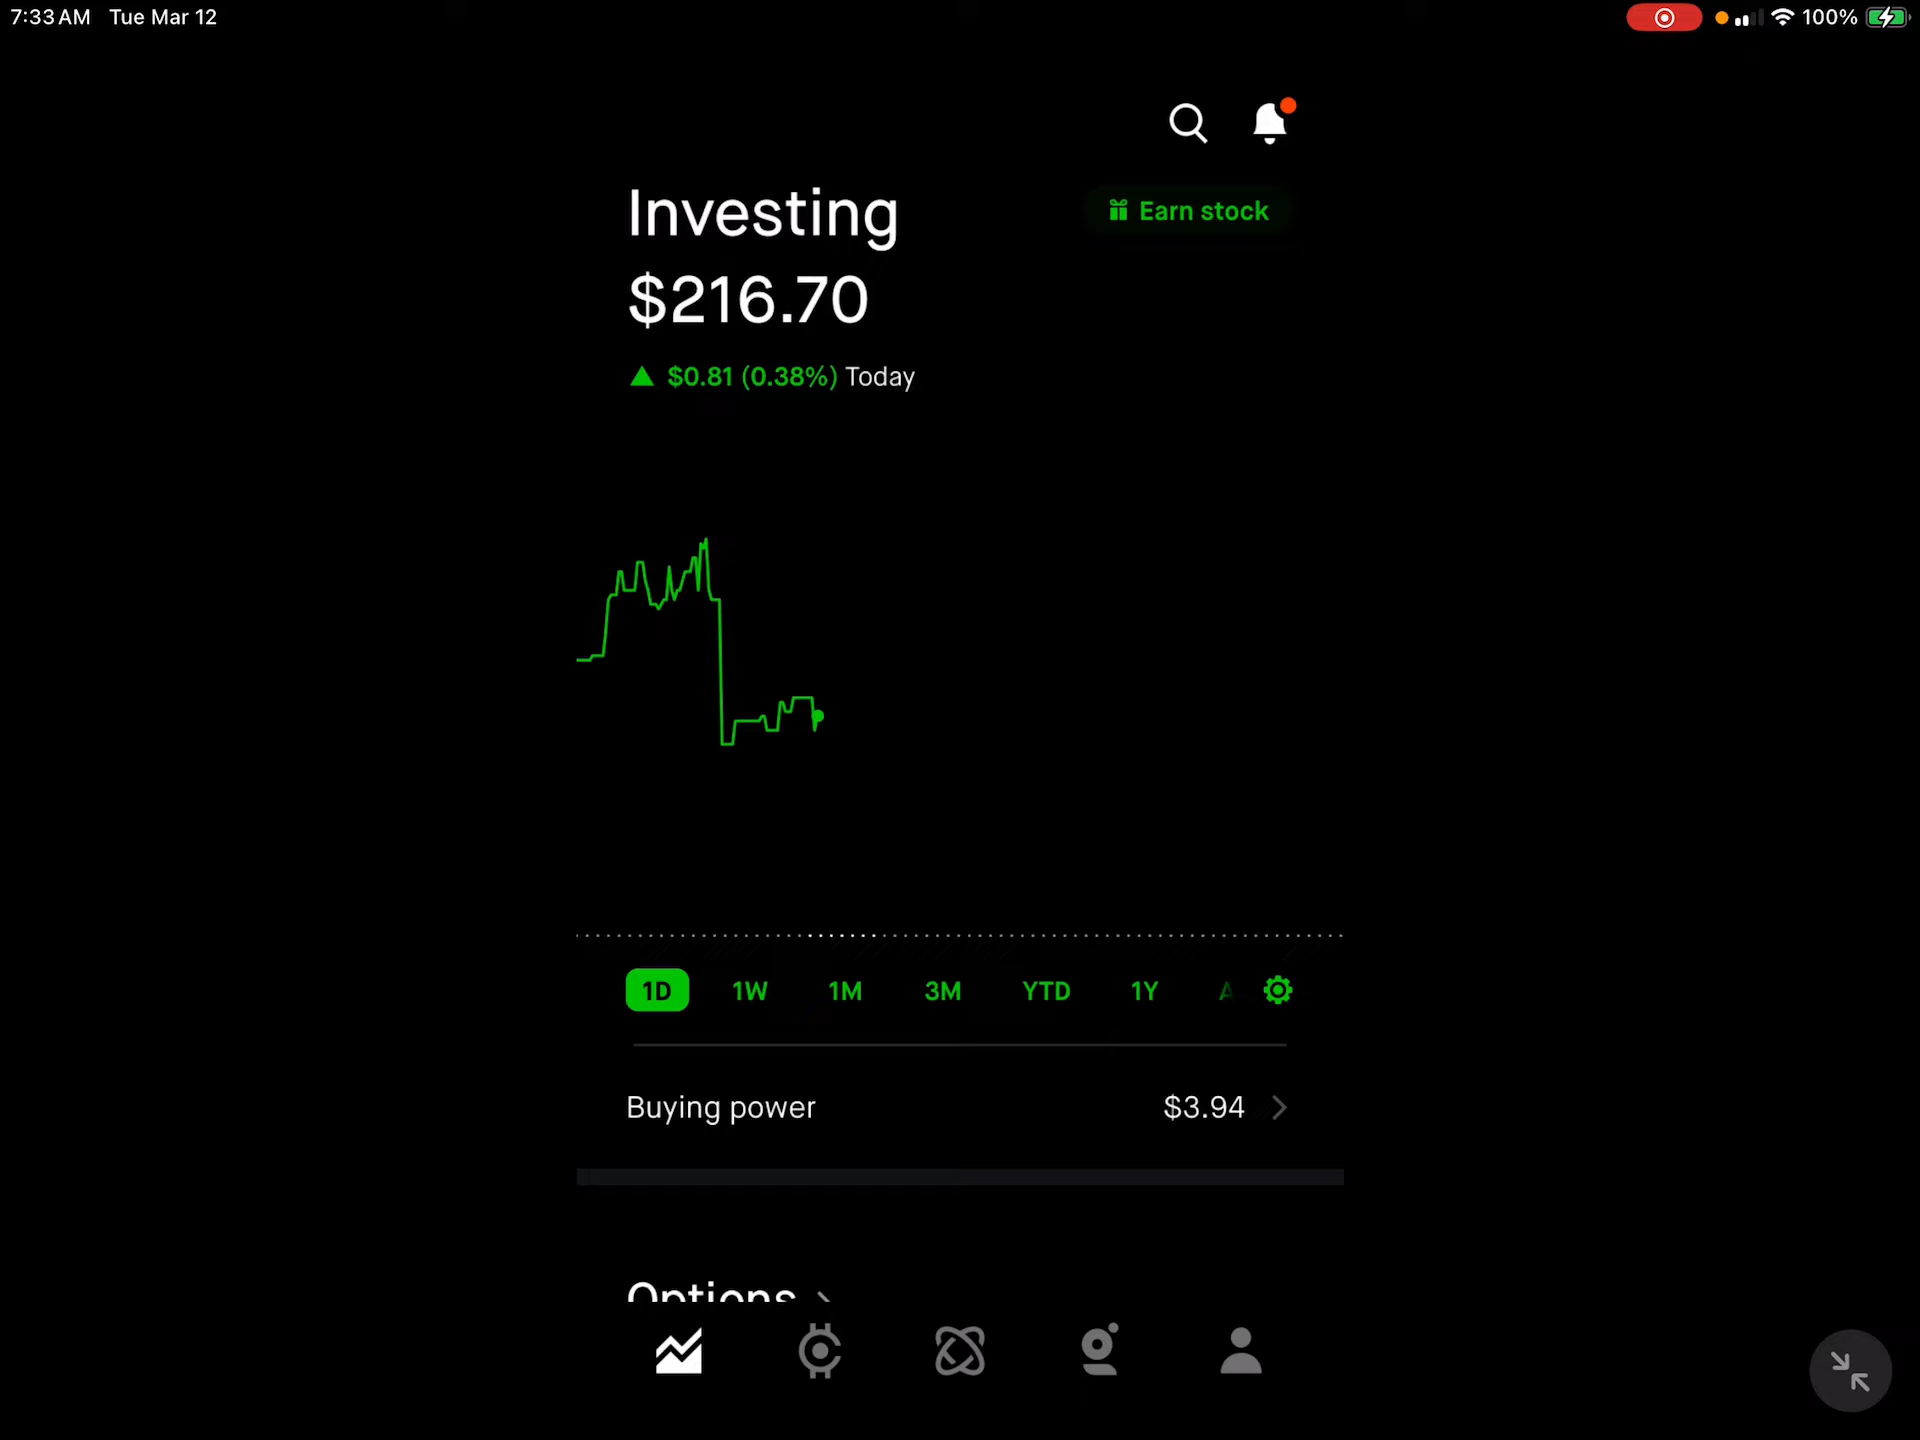 7:33 AM Tue Mar 12 100%
Investing
Earn stock
$216.70
$0.81 (0.38%) Today
1D 1W 1M 3M YTD 1Y A
Buying power $3.94
Options